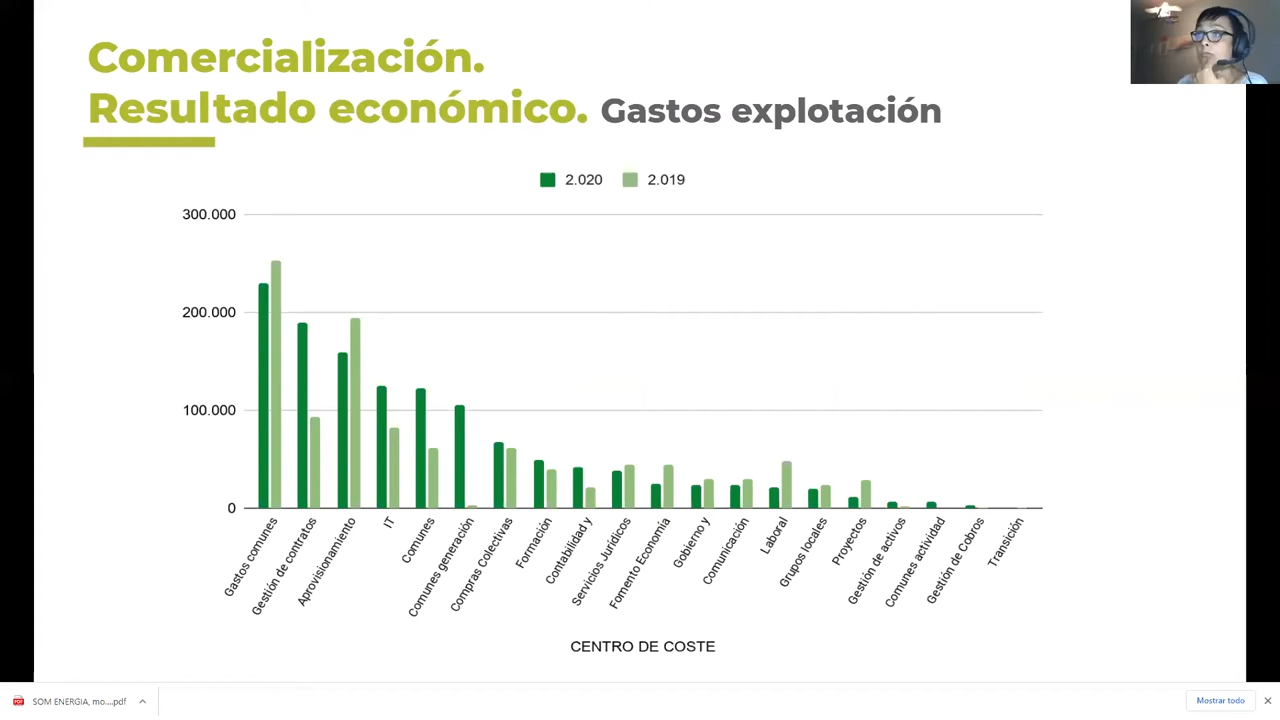 Comercialización.
Resultado económico. Gastos explotación
2.020 2.019
300.000
200.000
100.000
0
Gastos comunes
Gestión de contratos
Aprovisionamiento
IT
Comunes
Comunes generación
Compras Colectivas
Formación
Contabilidad y
Servicios Jurídicos
Fomento Economía
Gobierno y
Comunicación
Laboral
Grupos locales
Proyectos
Gestión de activos
Comunes actividad
Gestión de Cobros
Transición
CENTRO DE COSTE
PDF
SOM ENERGIA, mo....pdf
Mostrar todo